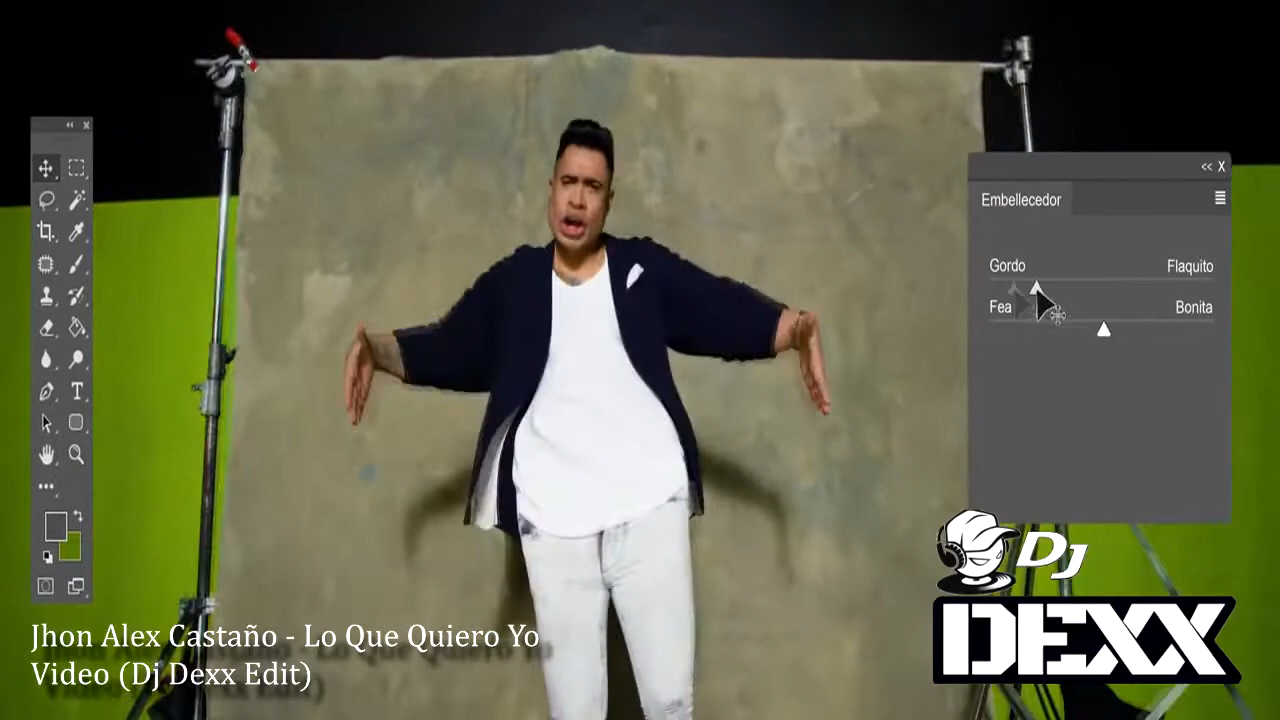 Embellecedor
Gordo Flaquito
Fea Bonita
Dj
DEXX
Jhon Alex Castaño - Lo Que Quiero Yo
Video (Dj Dexx Edit)